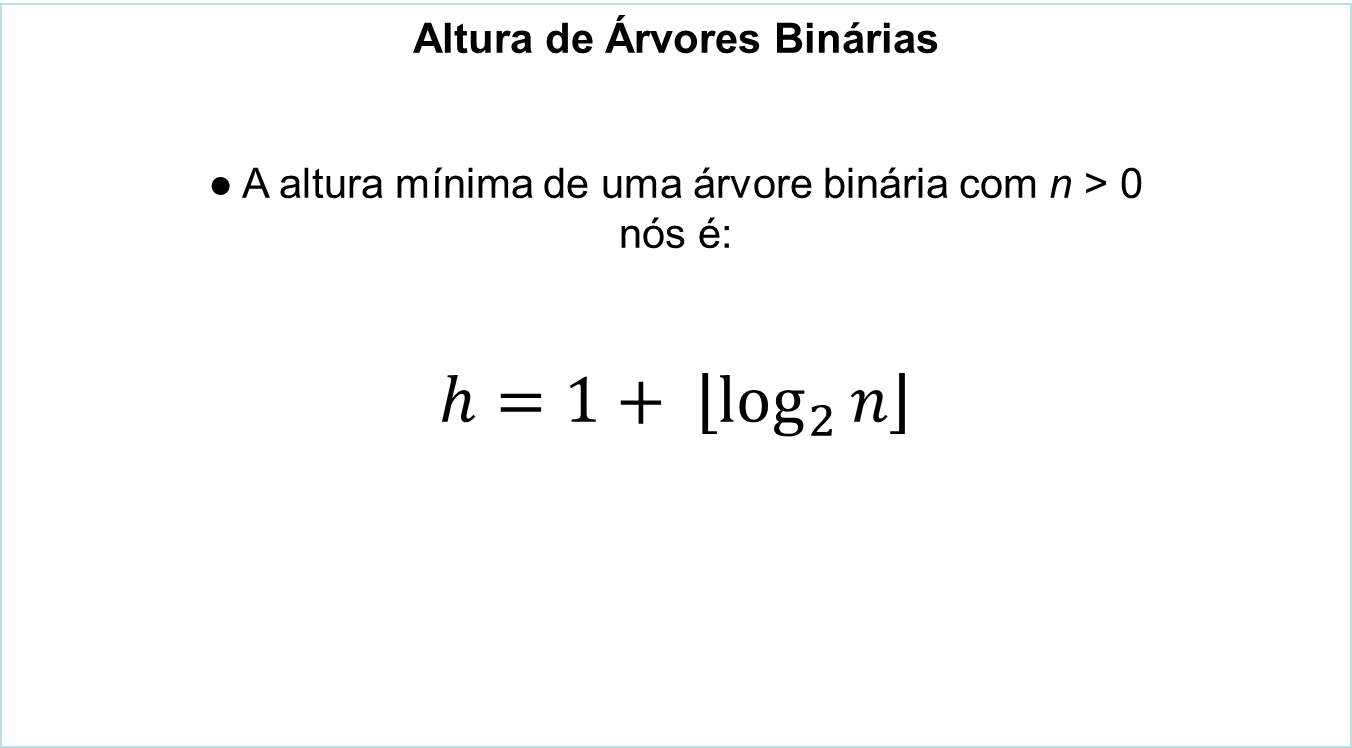 Altura de Árvores Binárias
● A altura mínima de uma árvore binária com n > 0
nós é:
h = 1 + ⌊log₂ n⌋